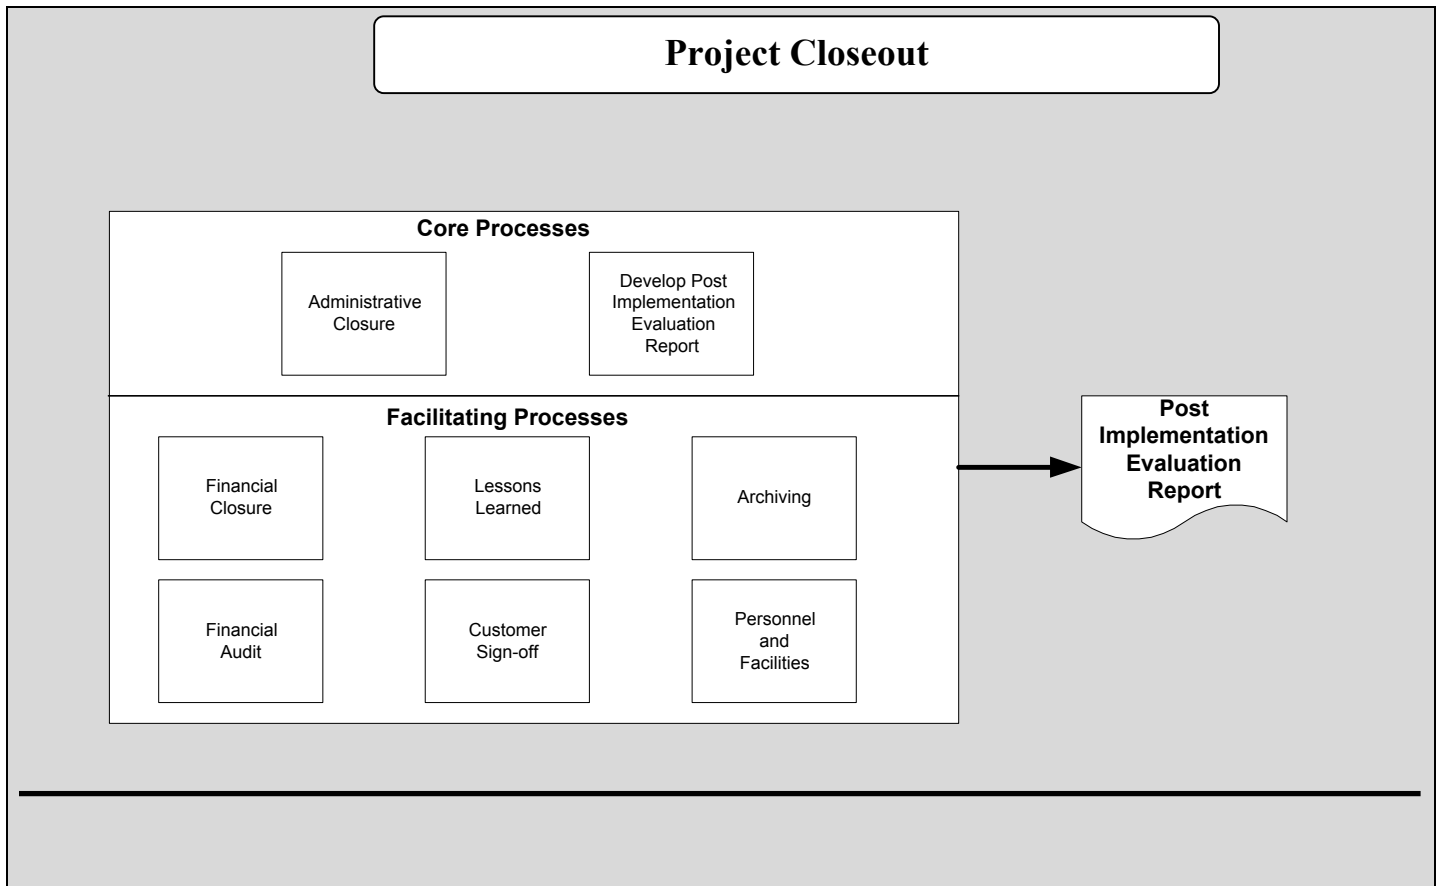 Project Closeout
Core Processes
Administrative
Closure
Develop Post
Implementation
Evaluation
Report
Facilitating Processes
Financial
Closure
Lessons
Learned
Archiving
Financial
Audit
Customer
Sign-off
Personnel
and
Facilities
Post
Implementation
Evaluation
Report